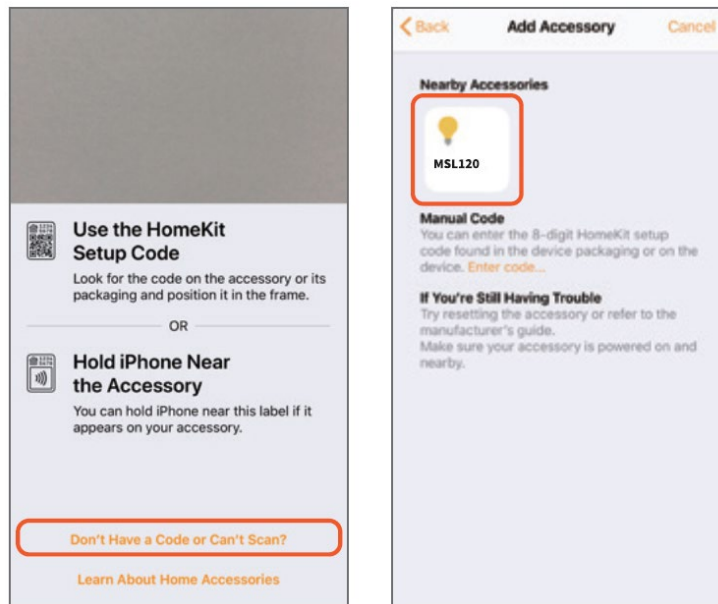 Use the HomeKit
Setup Code
Look for the code on the accessory or its
packaging and position it in the frame.
OR
Hold iPhone Near
the Accessory
You can hold iPhone near this label if it
appears on your accessory.
Don't Have a Code or Can't Scan?
Learn About Home Accessories
Back Add Accessory Cancel
Nearby Accessories
MSL120
Manual Code
You can enter the 8-digit HomeKit setup
code found in the device packaging or on the
device. Enter code...
If You're Still Having Trouble
Try resetting the accessory or refer to the
manufacturer's guide.
Make sure your accessory is powered on and
nearby.